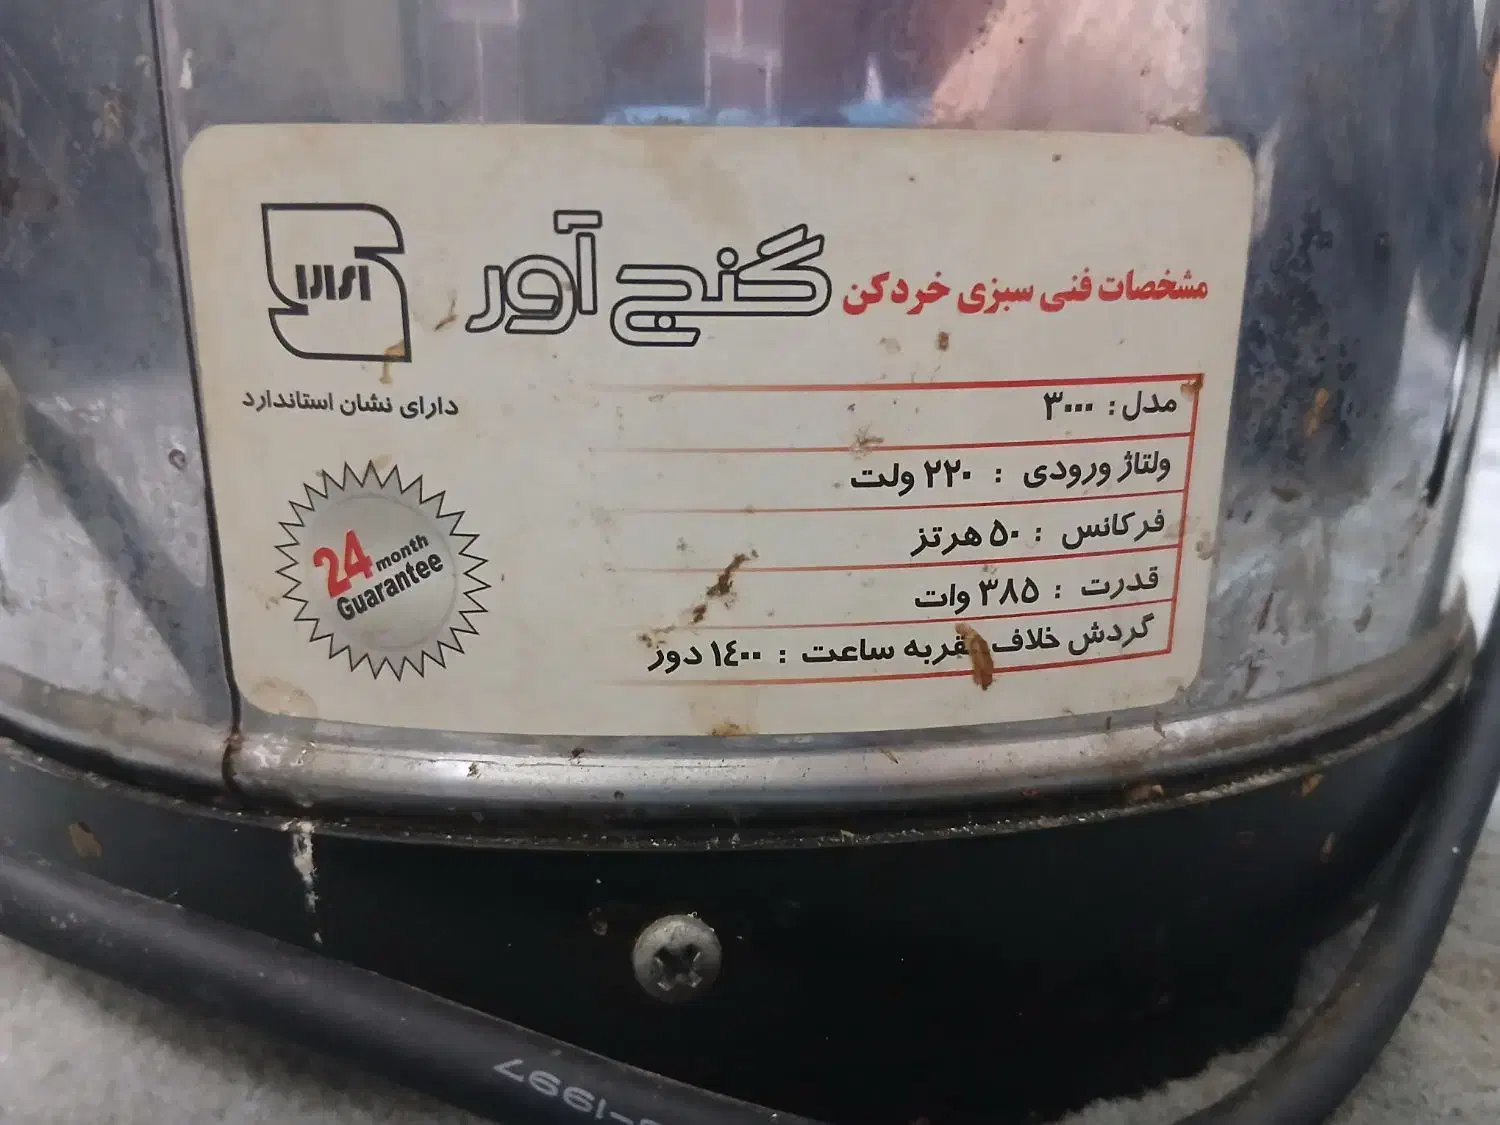 مشخصات فنی سبزی خردکن گنج آور
مدل : ۳۰۰۰
ولتاژ ورودی : ۲۲۰ ولت
فرکانس : ۵۰ هرتز
قدرت : ۳۸۵ وات
گردش خلاف عقربه ساعت : ۱۴۰۰ دور
دارای نشان استاندارد
24 month
Guarantee
-1997